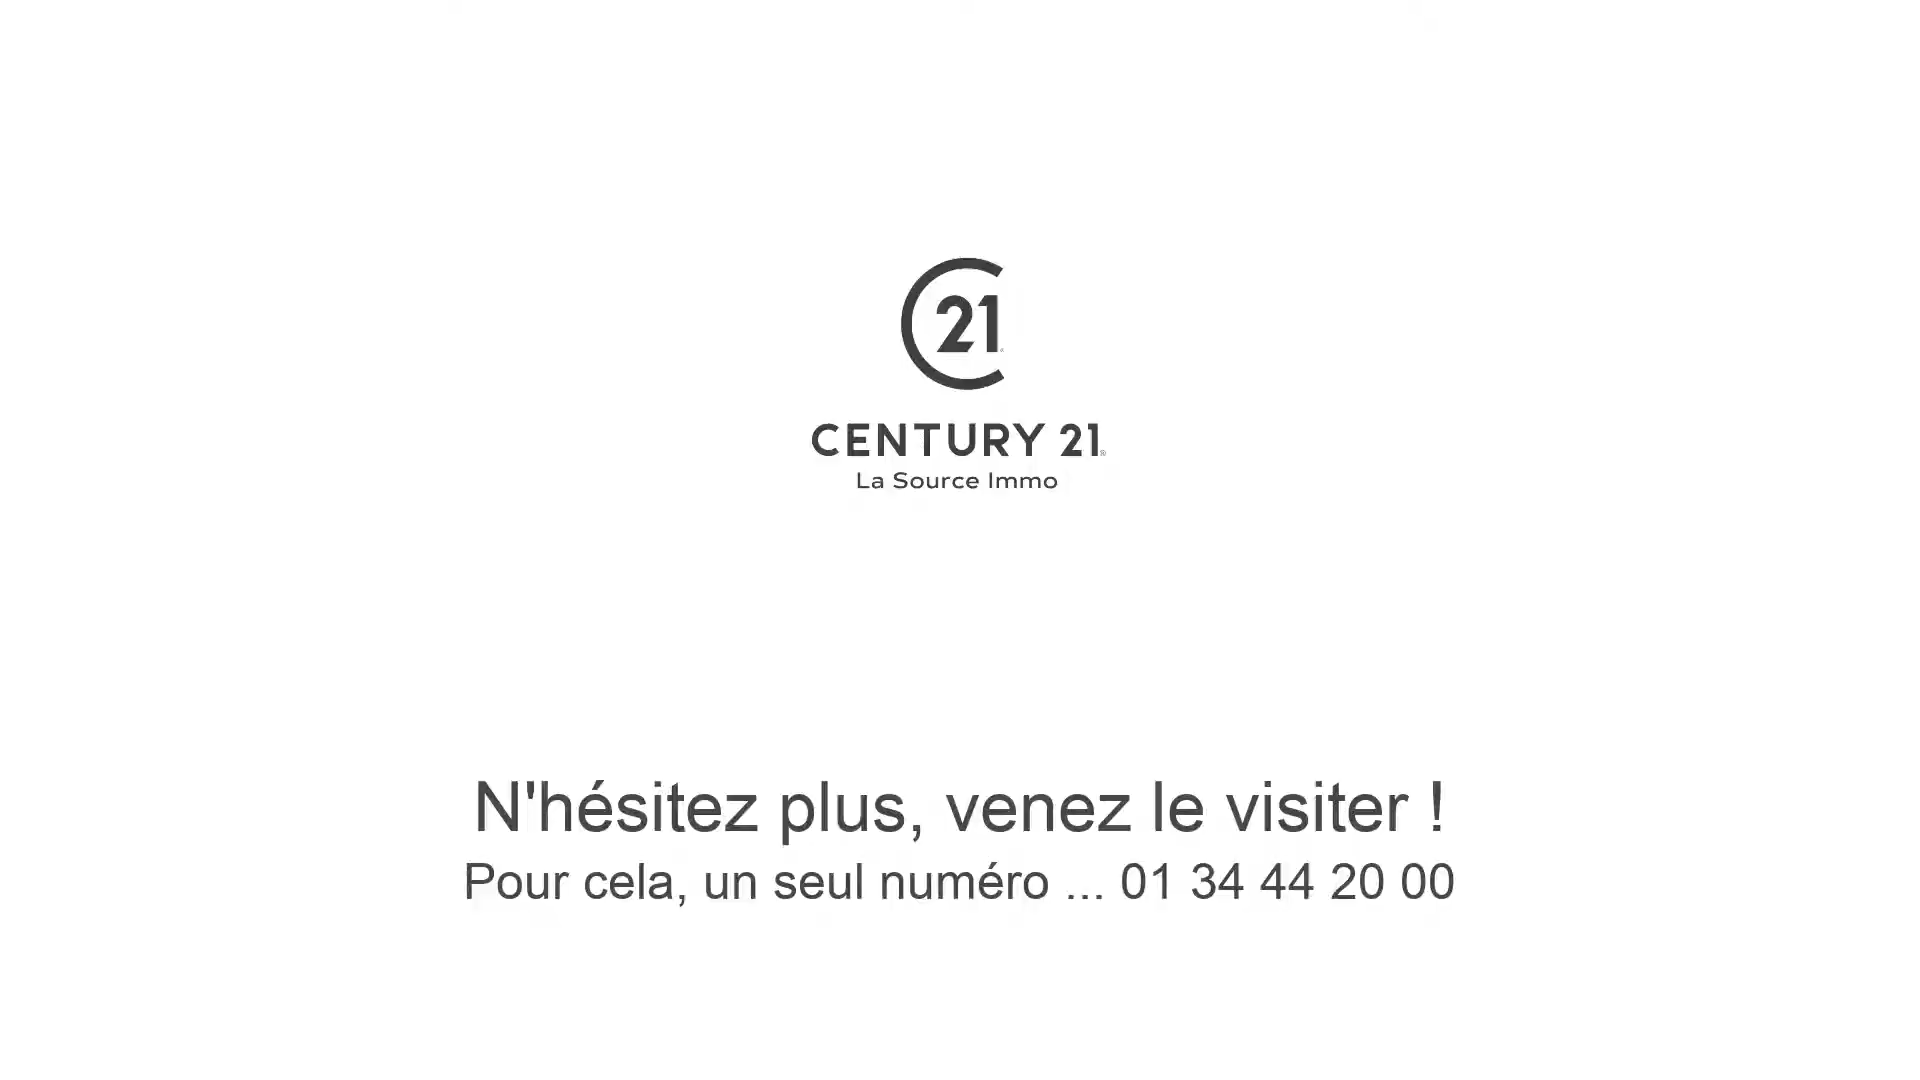 21
CENTURY 21®
La Source Immo
N'hésitez plus, venez le visiter !
Pour cela, un seul numéro ... 01 34 44 20 00